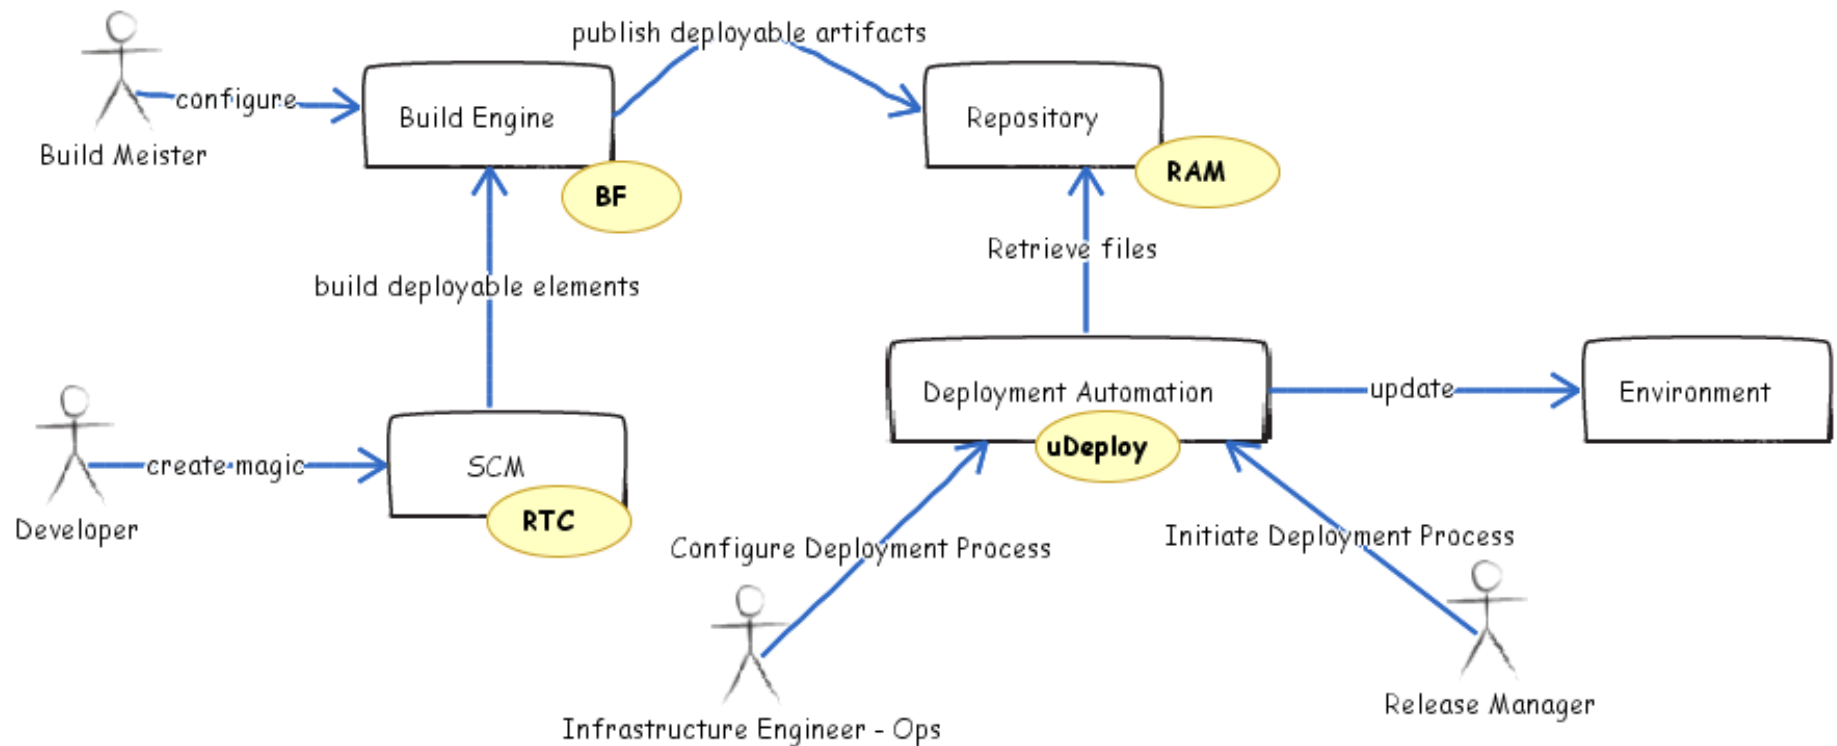 publish deployable artifacts
configure
Build Engine
Repository
Build Meister
RAM
BF
Retrieve files
build deployable elements
Deployment Automation
update
Environment
uDeploy
create magic
SCM
RTC
Developer
Configure Deployment Process
Initiate Deployment Process
Release Manager
Infrastructure Engineer - Ops